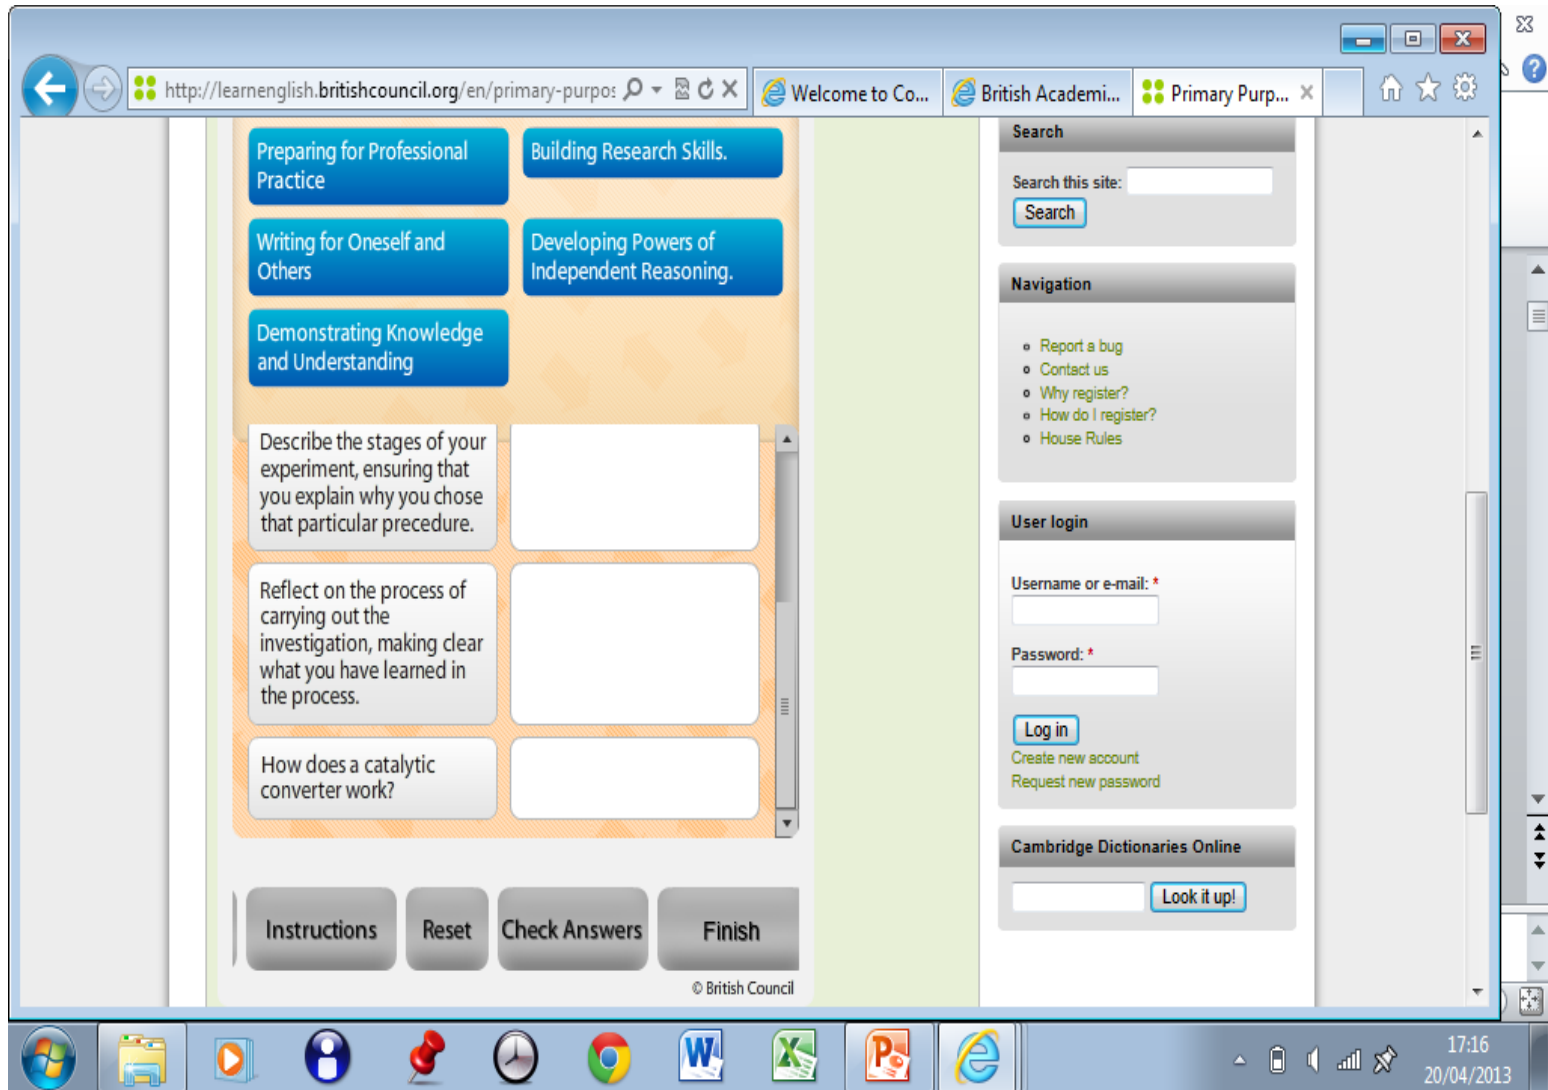 http://learnenglish.britishcouncil.org/en/primary-purpos
Welcome to Co...
British Academi...
Primary Purp...
Preparing for Professional
Practice
Building Research Skills.
Writing for Oneself and
Others
Developing Powers of
Independent Reasoning.
Demonstrating Knowledge
and Understanding
Describe the stages of your
experiment, ensuring that
you explain why you chose
that particular precedure.
Reflect on the process of
carrying out the
investigation, making clear
what you have learned in
the process.
How does a catalytic
converter work?
Instructions
Reset
Check Answers
Finish
© British Council
Search
Search this site:
Search
Navigation
Report a bug
Contact us
Why register?
How do I register?
House Rules
User login
Username or e-mail: *
Password: *
Log in
Create new account
Request new password
Cambridge Dictionaries Online
Look it up!
17:16
20/04/2013